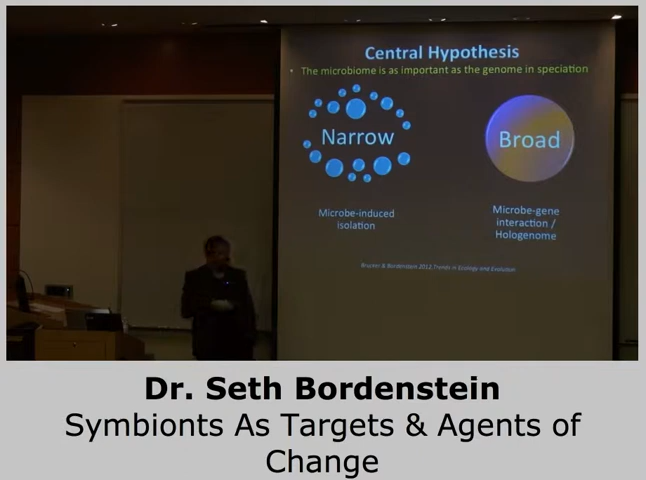 Central Hypothesis
• The microbiome is as important as the genome in speciation
Narrow
Broad
Microbe-induced
isolation
Microbe-gene
interaction /
Hologenome
Brucker & Bordenstein 2012 Trends in Ecology and Evolution
Dr. Seth Bordenstein
Symbionts As Targets & Agents of
Change